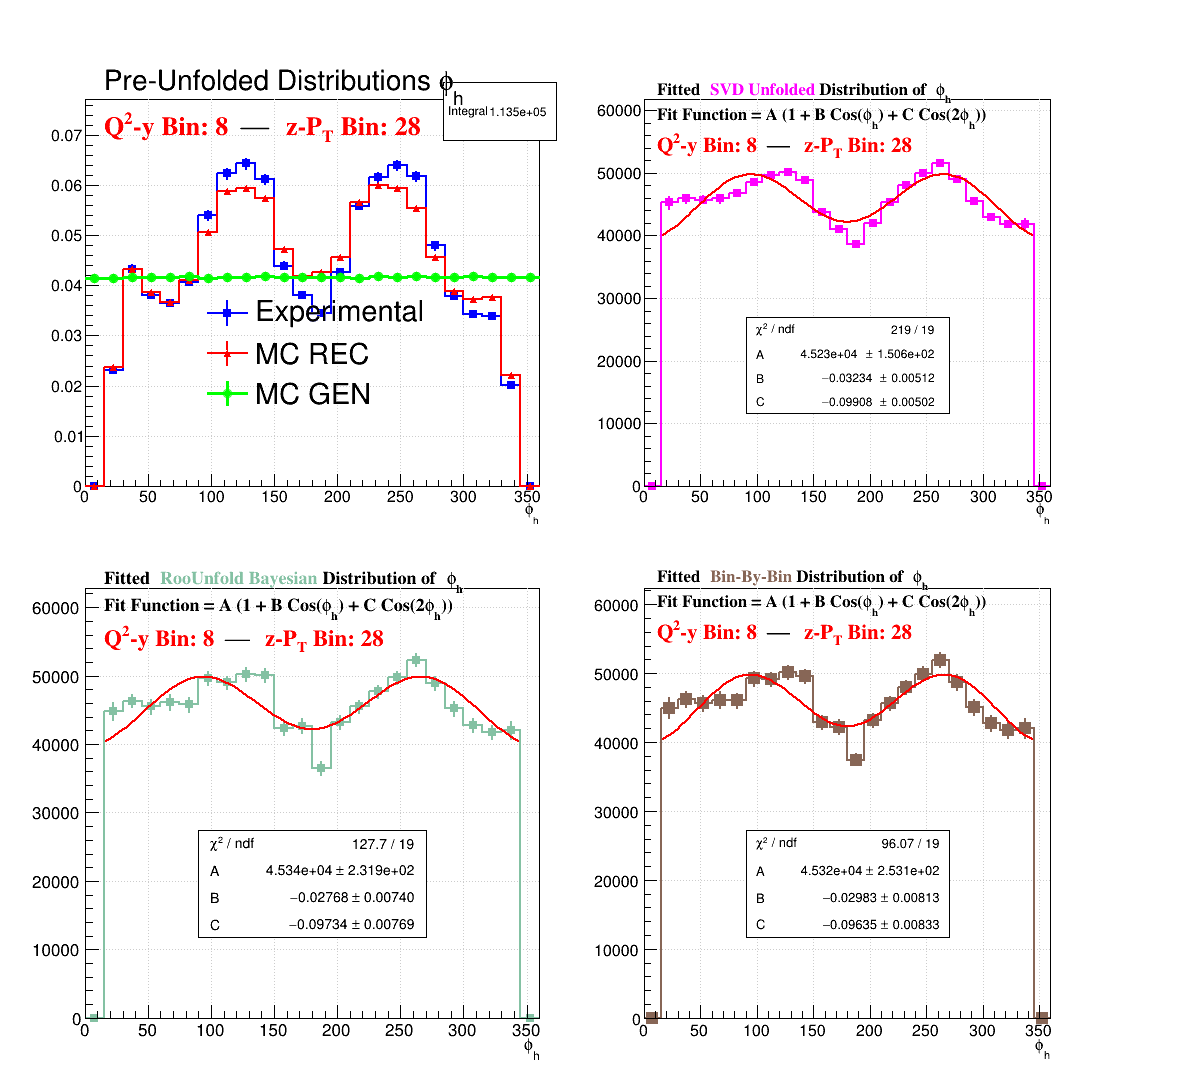 Pre-Unfolded Distributions ϕh
Integral 1.135e+05
Q²-y Bin: 8 — z-PT Bin: 28
0.07
0.06
0.05
0.04
0.03
0.02
0.01
0
Experimental
MC REC
MC GEN
0 50 100 150 200 250 300 350
ϕh
Fitted SVD Unfolded Distribution of ϕh
Fit Function = A (1 + B Cos(ϕh) + C Cos(2ϕh))
Q²-y Bin: 8 — z-PT Bin: 28
60000
50000
40000
30000
20000
10000
0
χ² / ndf 219 / 19
A 4.523e+04 ± 1.506e+02
B −0.03234 ± 0.00512
C −0.09908 ± 0.00502
0 50 100 150 200 250 300 350
ϕh
Fitted RooUnfold Bayesian Distribution of ϕh
Fit Function = A (1 + B Cos(ϕh) + C Cos(2ϕh))
Q²-y Bin: 8 — z-PT Bin: 28
60000
50000
40000
30000
20000
10000
0
χ² / ndf 127.7 / 19
A 4.534e+04 ± 2.319e+02
B −0.02768 ± 0.00740
C −0.09734 ± 0.00769
0 50 100 150 200 250 300 350
ϕh
Fitted Bin-By-Bin Distribution of ϕh
Fit Function = A (1 + B Cos(ϕh) + C Cos(2ϕh))
Q²-y Bin: 8 — z-PT Bin: 28
60000
50000
40000
30000
20000
10000
0
χ² / ndf 96.07 / 19
A 4.532e+04 ± 2.531e+02
B −0.02983 ± 0.00813
C −0.09635 ± 0.00833
0 50 100 150 200 250 300 350
ϕh